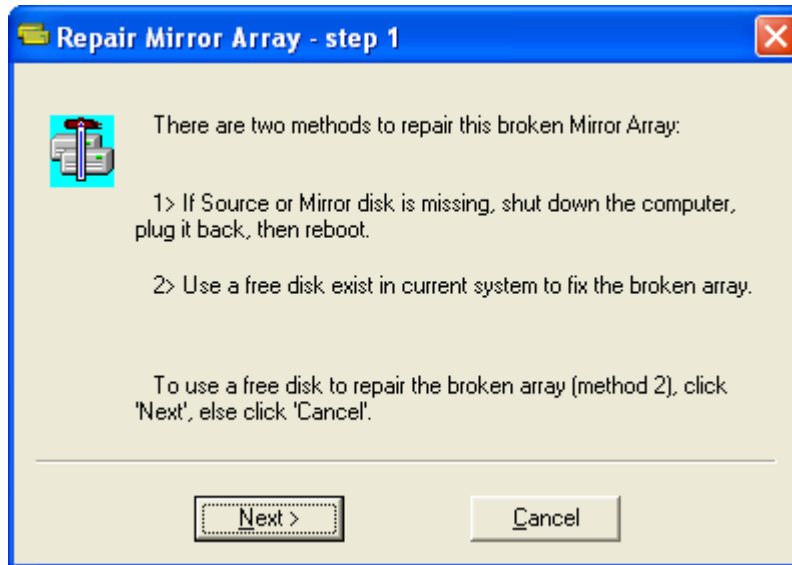 Repair Mirror Array - step 1
There are two methods to repair this broken Mirror Array:
1> If Source or Mirror disk is missing, shut down the computer,
plug it back, then reboot.
2> Use a free disk exist in current system to fix the broken array.
To use a free disk to repair the broken array (method 2), click
'Next', else click 'Cancel'.
Next >
Cancel